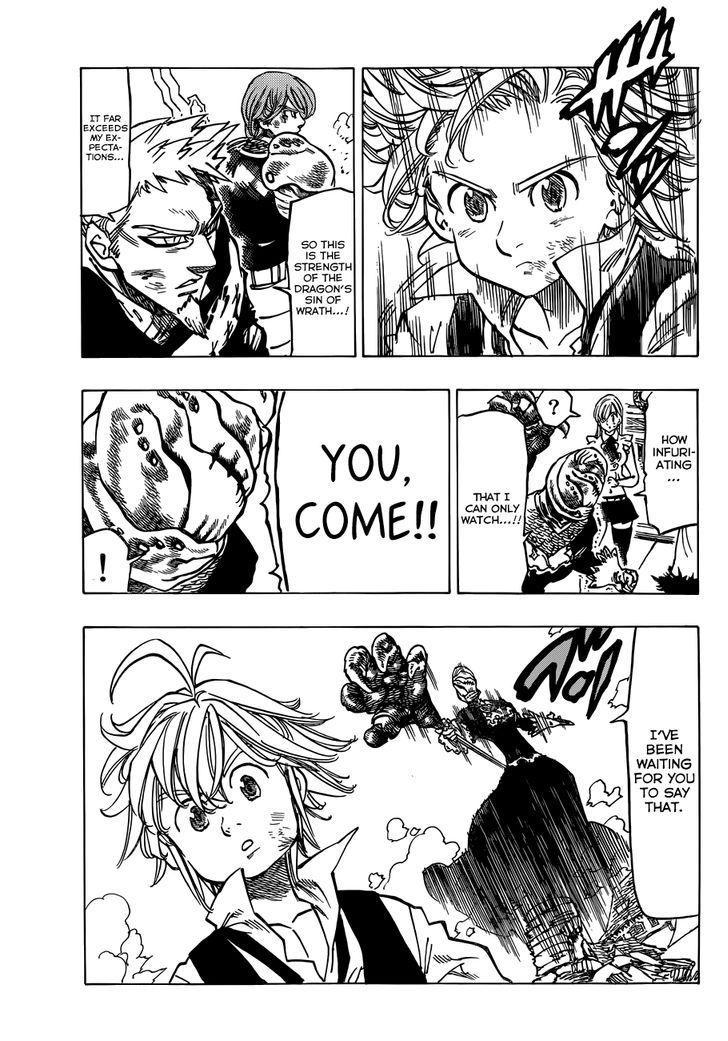 SO THIS
IS THE
STRENGTH
OF THE
DRAGON'S
SIN OF
WRATH...!
IT FAR
EXCEEDS
MY EX-
PECTA-
TIONS...
HOW
INFURI-
ATING
...
?
THAT I
CAN ONLY
WATCH...!!
YOU,
COME!!
!
I'VE
BEEN
WAITING
FOR YOU
TO SAY
THAT.